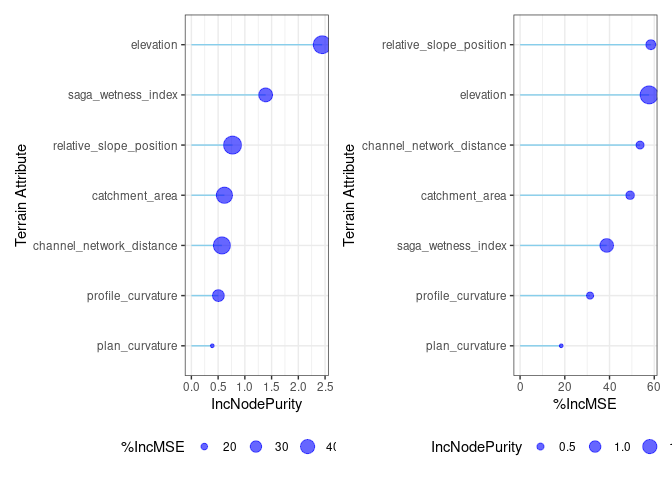 Terrain Attribute
elevation
saga_wetness_index
relative_slope_position
catchment_area
channel_network_distance
profile_curvature
plan_curvature
0.0 0.5 1.0 1.5 2.0 2.5
IncNodePurity
%IncMSE 20 30
Terrain Attribute
relative_slope_position
elevation
channel_network_distance
catchment_area
saga_wetness_index
profile_curvature
plan_curvature
0 20 40 60
%IncMSE
IncNodePurity 0.5 1.0